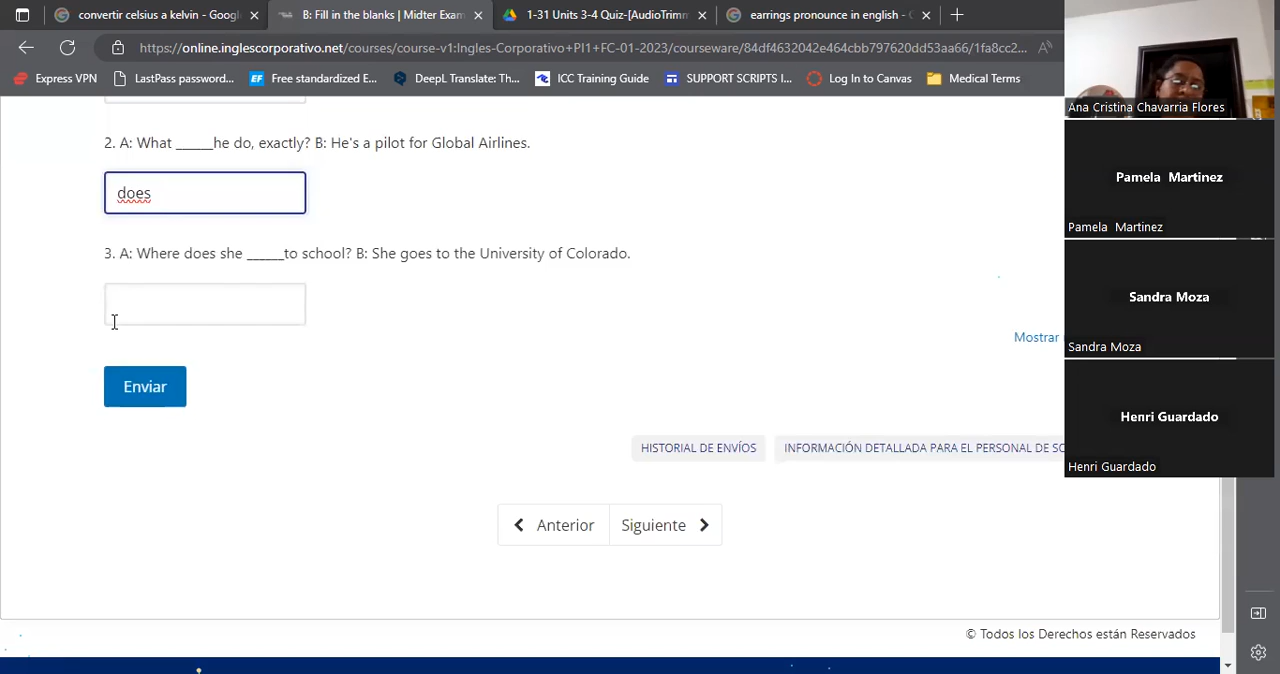 convertir celsius a kelvin - Googl
B: Fill in the blanks | Midter Exam
1-31 Units 3-4 Quiz-[AudioTrimm
earrings pronounce in english - G
https://online.inglescorporativo.net/courses/course-v1:Ingles-Corporativo+PI1+FC-01-2023/courseware/84df4632042e464cbb797620dd53aa66/1fa8cc2...
Express VPN
LastPass password...
Free standardized E...
DeepL Translate: Th...
ICC Training Guide
SUPPORT SCRIPTS I...
Log In to Canvas
Medical Terms
2. A: What ______he do, exactly? B: He's a pilot for Global Airlines.
does
3. A: Where does she ______to school? B: She goes to the University of Colorado.
Mostrar
Enviar
HISTORIAL DE ENVÍOS
INFORMACIÓN DETALLADA PARA EL PERSONAL DE SO
Anterior
Siguiente
© Todos los Derechos están Reservados
Ana Cristina Chavarria Flores
Pamela Martinez
Pamela Martinez
Sandra Moza
Sandra Moza
Henri Guardado
Henri Guardado